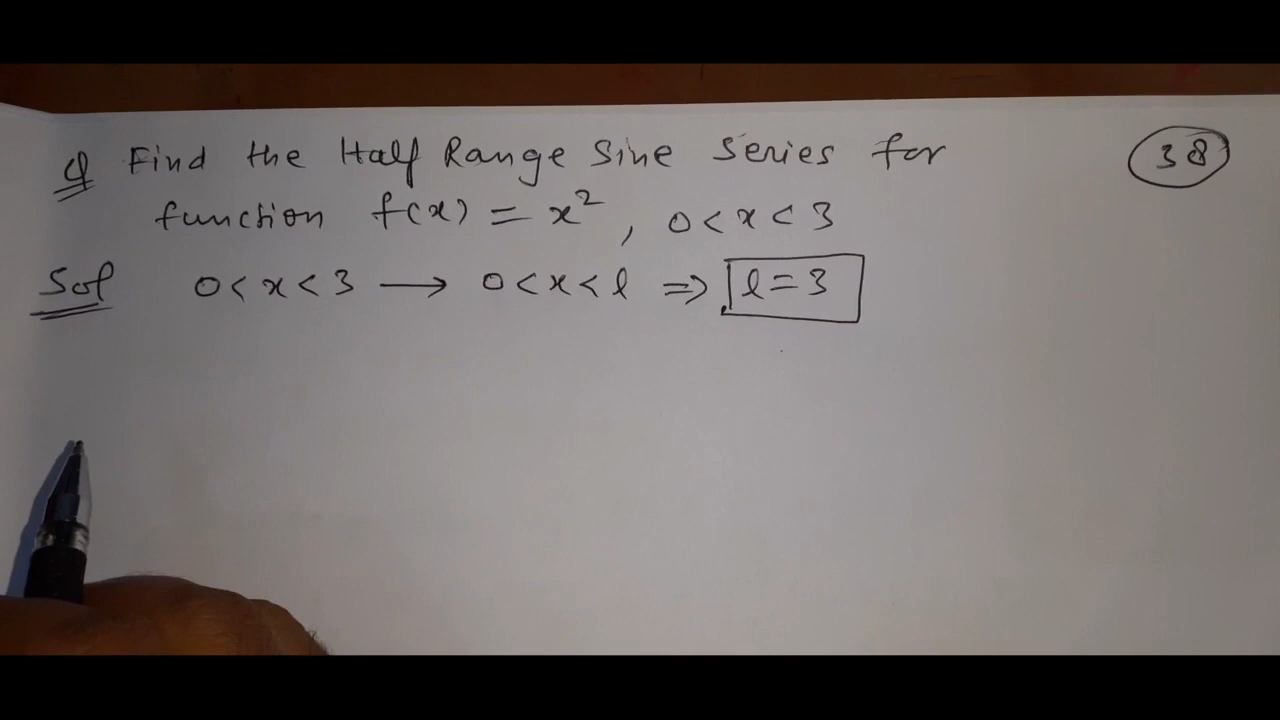 Q Find the Half Range Sine Series for
38
function f(x) = x², 0<x<3
Sol 0<x<3 → 0<x<l ⇒ l=3